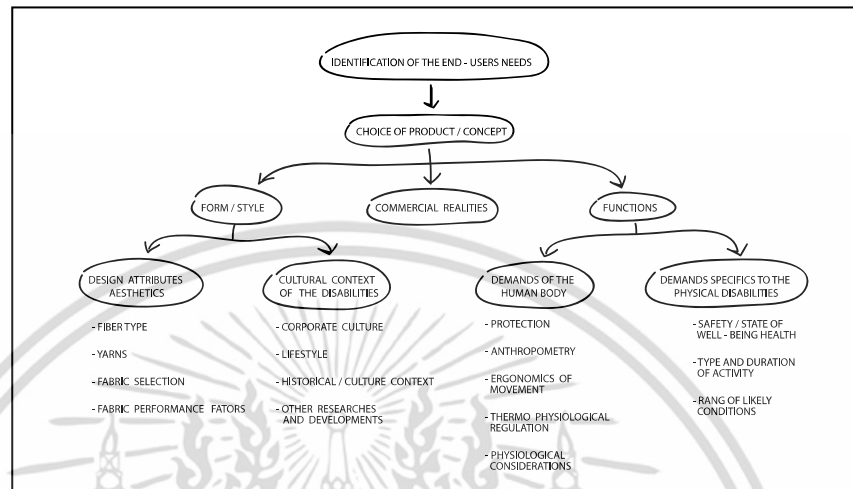 IDENTIFICATION OF THE END - USERS NEEDS
CHOICE OF PRODUCT / CONCEPT
FORM / STYLE
COMMERCIAL REALITIES
FUNCTIONS
DESIGN ATTRIBUTES
AESTHETICS
- FIBER TYPE
- YARNS
- FABRIC SELECTION
- FABRIC PERFORMANCE FATORS
CULTURAL CONTEXT
OF THE DISABILITIES
- CORPORATE CULTURE
- LIFESTYLE
- HISTORICAL / CULTURE CONTEXT
- OTHER RESEARCHES
AND DEVELOPMENTS
DEMANDS OF THE
HUMAN BODY
- PROTECTION
- ANTHROPOMETRY
- ERGONOMICS OF
MOVEMENT
- THERMO PHYSIOLOGICAL
REGULATION
- PHYSIOLOGICAL
CONSIDERATIONS
DEMANDS SPECIFICS TO THE
PHYSICAL DISABILITIES
- SAFETY / STATE OF
WELL - BEING HEALTH
- TYPE AND DURATION
OF ACTIVITY
- RANG OF LIKELY
CONDITIONS